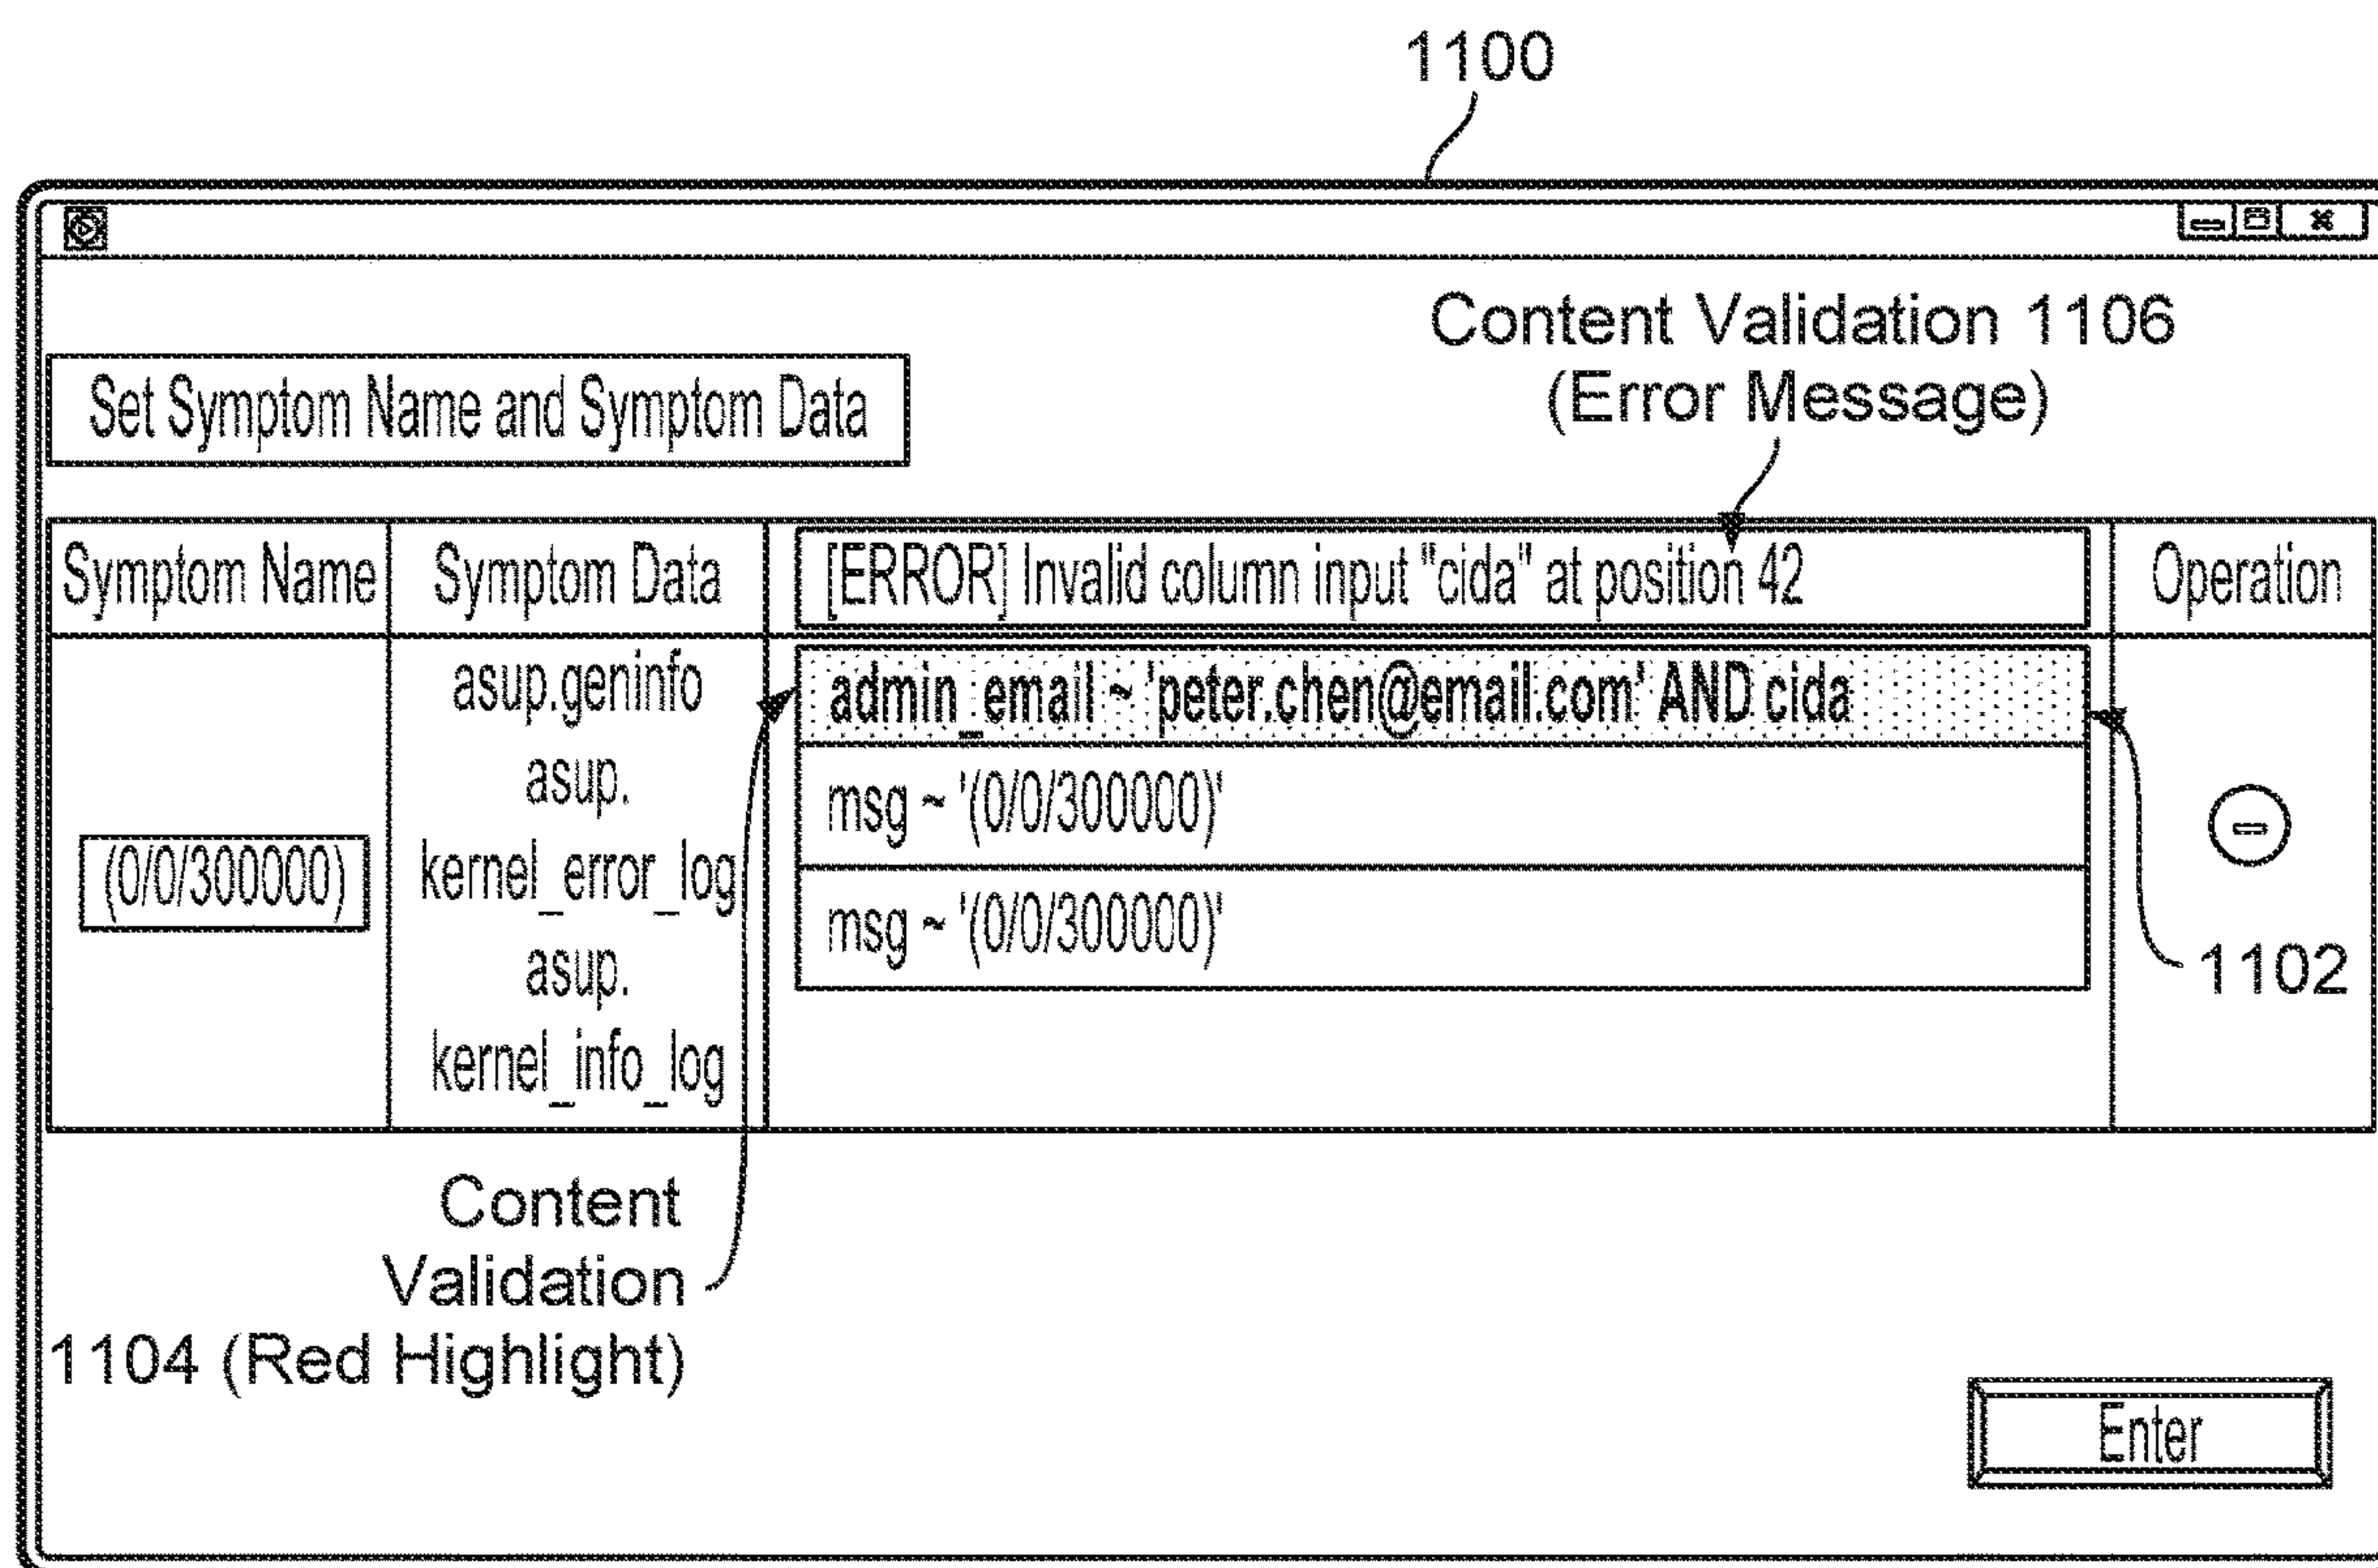 1100
Content Validation 1106
(Error Message)
Set Symptom Name and Symptom Data
Symptom Name
Symptom Data
[ERROR] Invalid column input "cida" at position 42
Operation
asup.geninfo
asup.
kernel_error_log
asup.
kernel_info_log
(0/0/300000)
admin_email ~ 'peter.chen@email.com' AND cida
msg ~ '(0/0/300000)'
msg ~ '(0/0/300000)'
1102
Content
Validation
1104 (Red Highlight)
Enter